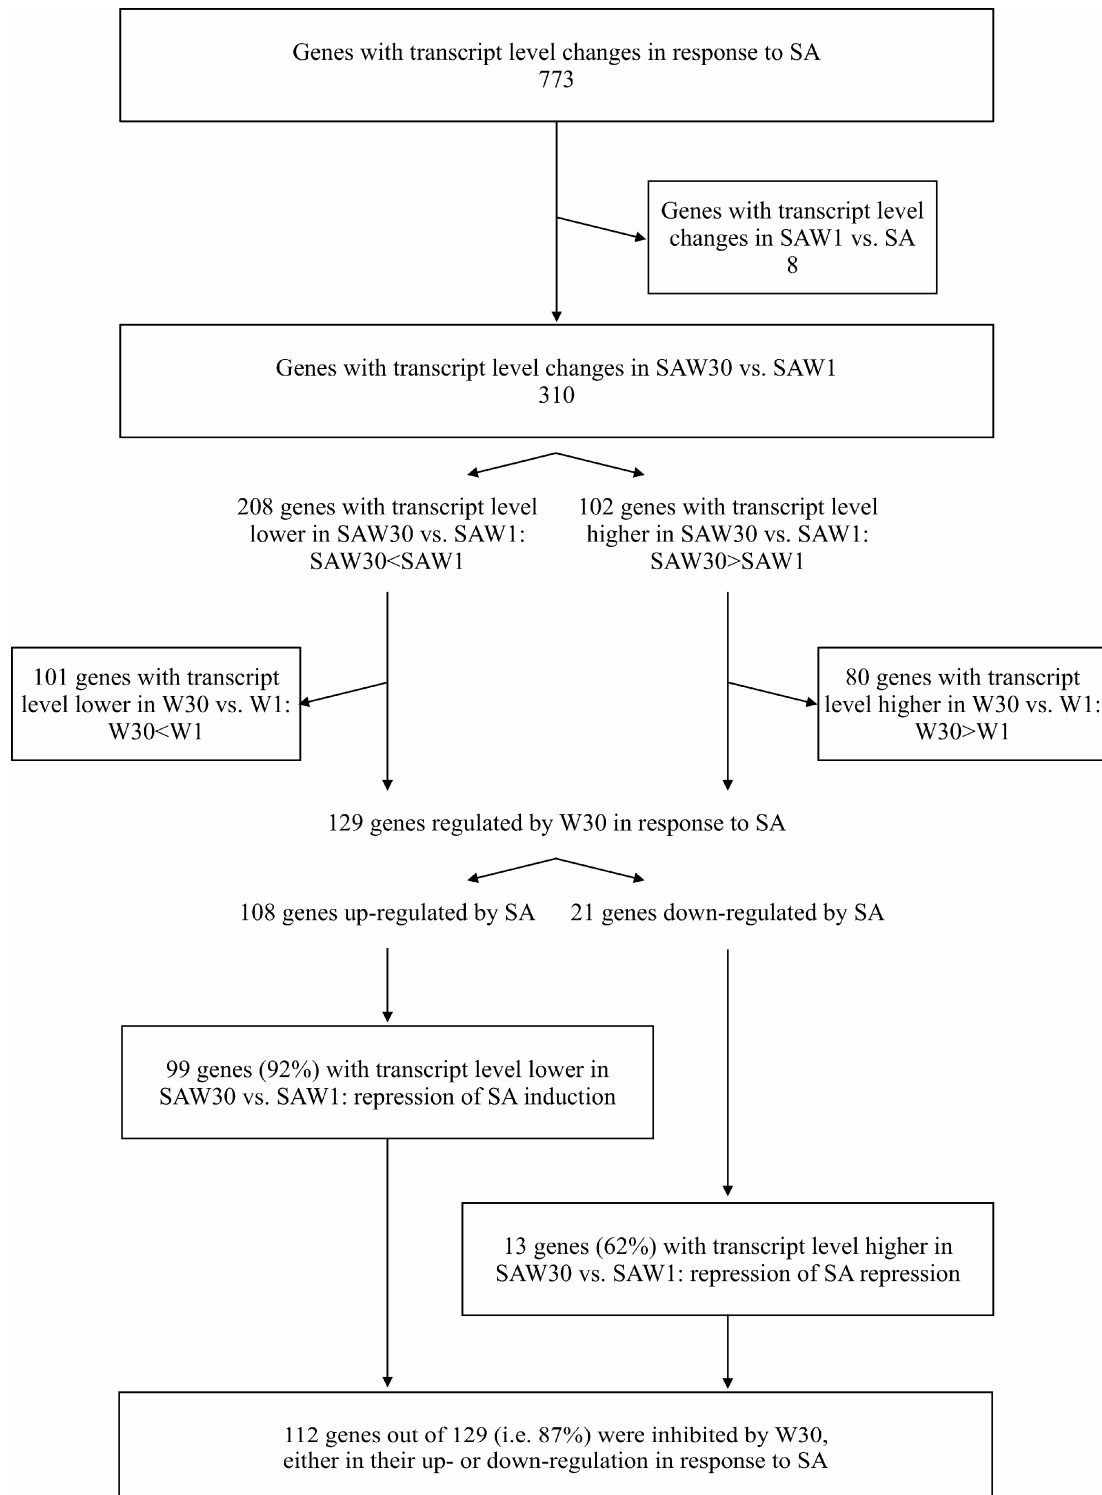 Genes with transcript level changes in response to SA
773
Genes with transcript level
changes in SAW1 vs. SA
8
Genes with transcript level changes in SAW30 vs. SAW1
310
208 genes with transcript level
lower in SAW30 vs. SAW1:
SAW30<SAW1
102 genes with transcript level
higher in SAW30 vs. SAW1:
SAW30>SAW1
101 genes with transcript
level lower in W30 vs. W1:
W30<W1
80 genes with transcript
level higher in W30 vs. W1:
W30>W1
129 genes regulated by W30 in response to SA
108 genes up-regulated by SA
21 genes down-regulated by SA
99 genes (92%) with transcript level lower in
SAW30 vs. SAW1: repression of SA induction
13 genes (62%) with transcript level higher in
SAW30 vs. SAW1: repression of SA repression
112 genes out of 129 (i.e. 87%) were inhibited by W30,
either in their up- or down-regulation in response to SA